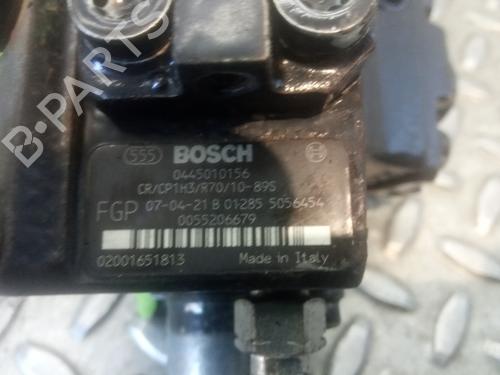 B-PARTS
555 BOSCH
0445010156
CR/CP1H3/R70/10-89S
FGP 07-04-21 B 01285 5056454
0055206679
02001651813 Made in Italy